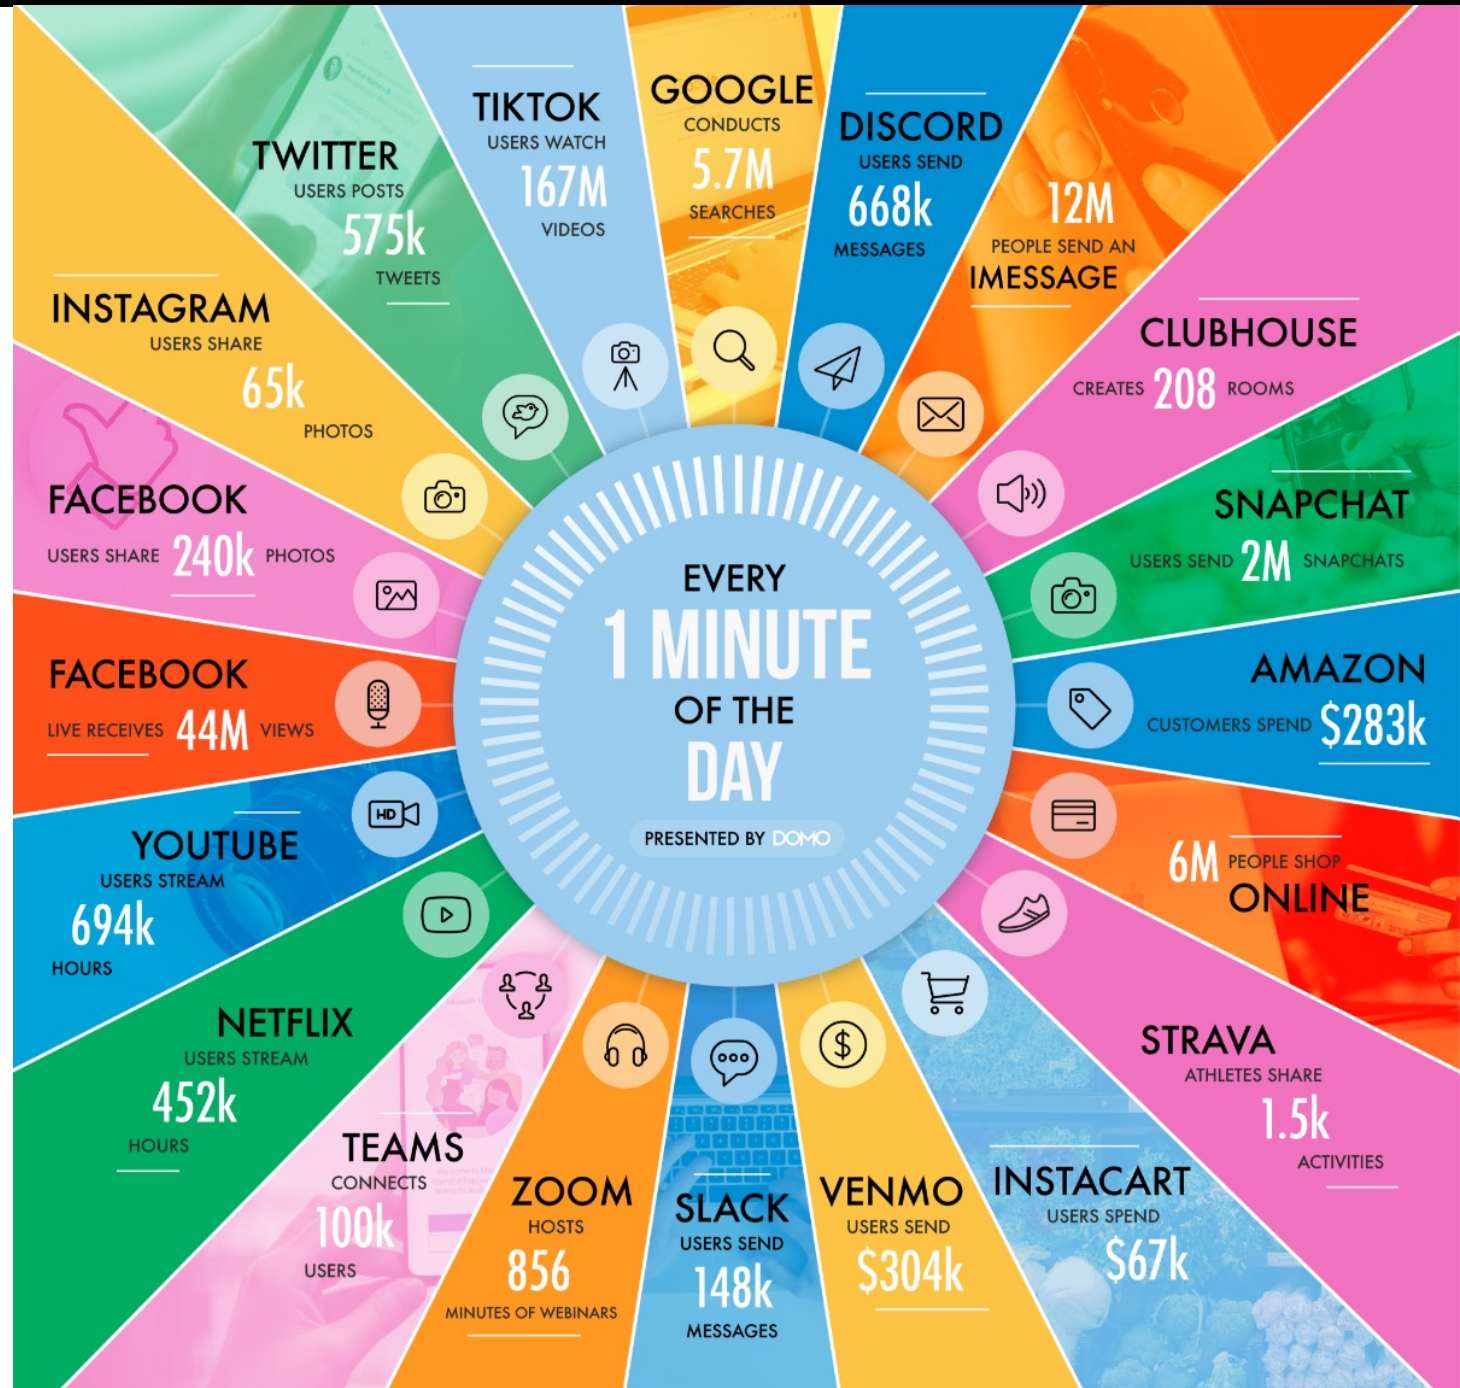 TIKTOK
USERS WATCH
167M
VIDEOS
GOOGLE
CONDUCTS
5.7M
SEARCHES
DISCORD
USERS SEND
668k
MESSAGES
12M
PEOPLE SEND AN
IMESSAGE
CLUBHOUSE
CREATES 208 ROOMS
SNAPCHAT
USERS SEND 2M SNAPCHATS
AMAZON
CUSTOMERS SPEND $283k
6M PEOPLE SHOP
ONLINE
STRAVA
ATHLETES SHARE
1.5k
ACTIVITIES
INSTACART
USERS SPEND
$67k
VENMO
USERS SEND
$304k
SLACK
USERS SEND
148k
MESSAGES
ZOOM
HOSTS
856
MINUTES OF WEBINARS
TEAMS
CONNECTS
100k
USERS
NETFLIX
USERS STREAM
452k
HOURS
YOUTUBE
USERS STREAM
694k
HOURS
HD
FACEBOOK
LIVE RECEIVES 44M VIEWS
FACEBOOK
USERS SHARE 240k PHOTOS
INSTAGRAM
USERS SHARE
65k
PHOTOS
TWITTER
USERS POSTS
575k
TWEETS
EVERY
1 MINUTE
OF THE
DAY
PRESENTED BY DOMO